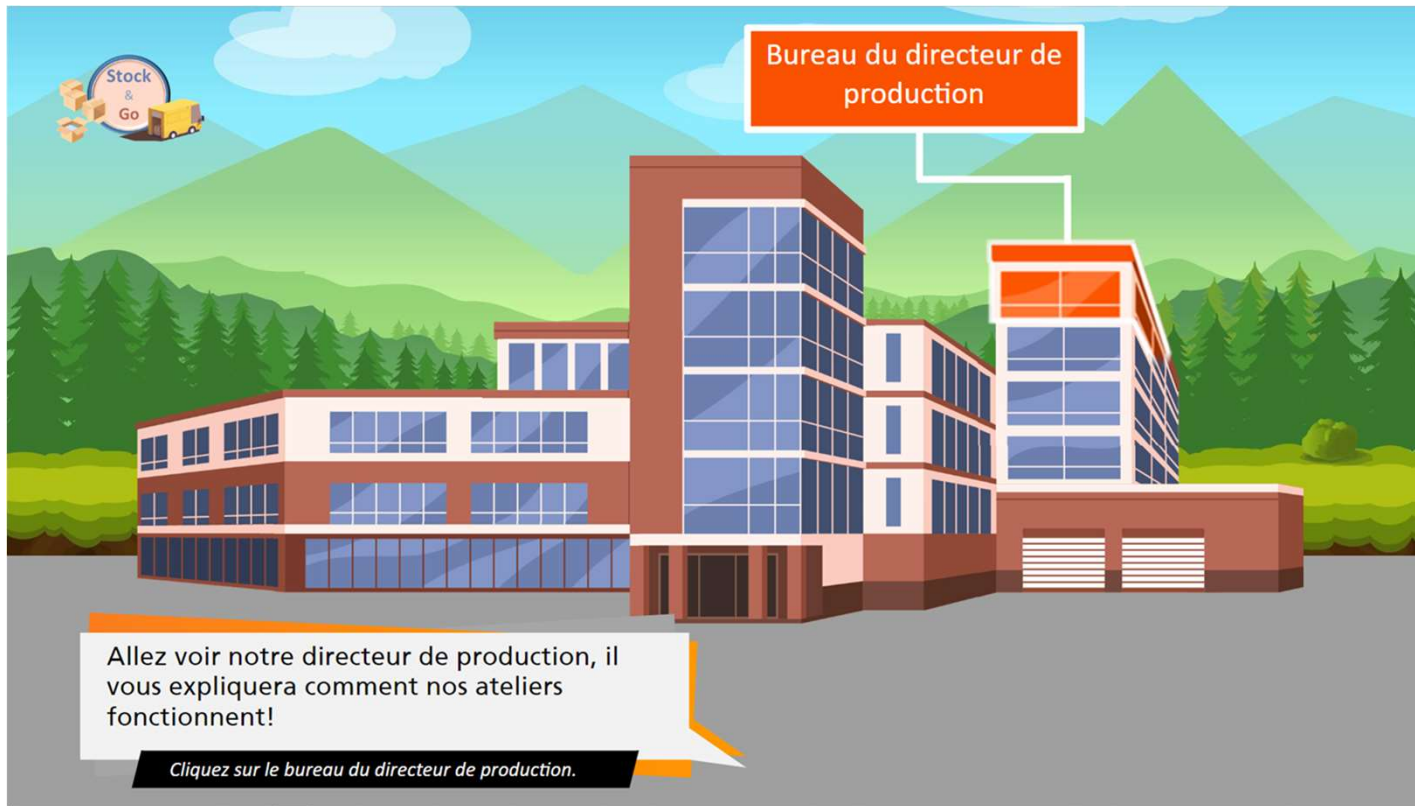 Stock
&
Go
Bureau du directeur de
production
Allez voir notre directeur de production, il
vous expliquera comment nos ateliers
fonctionnent!
Cliquez sur le bureau du directeur de production.